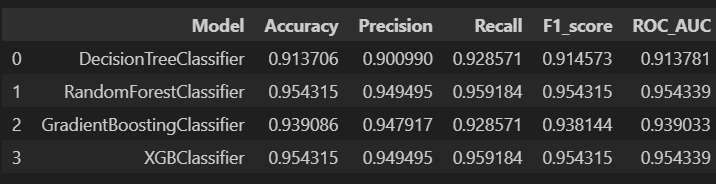 Model Accuracy Precision Recall F1_score ROC_AUC
0 DecisionTreeClassifier 0.913706 0.900990 0.928571 0.914573 0.913781
1 RandomForestClassifier 0.954315 0.949495 0.959184 0.954315 0.954339
2 GradientBoostingClassifier 0.939086 0.947917 0.928571 0.938144 0.939033
3 XGBClassifier 0.954315 0.949495 0.959184 0.954315 0.954339